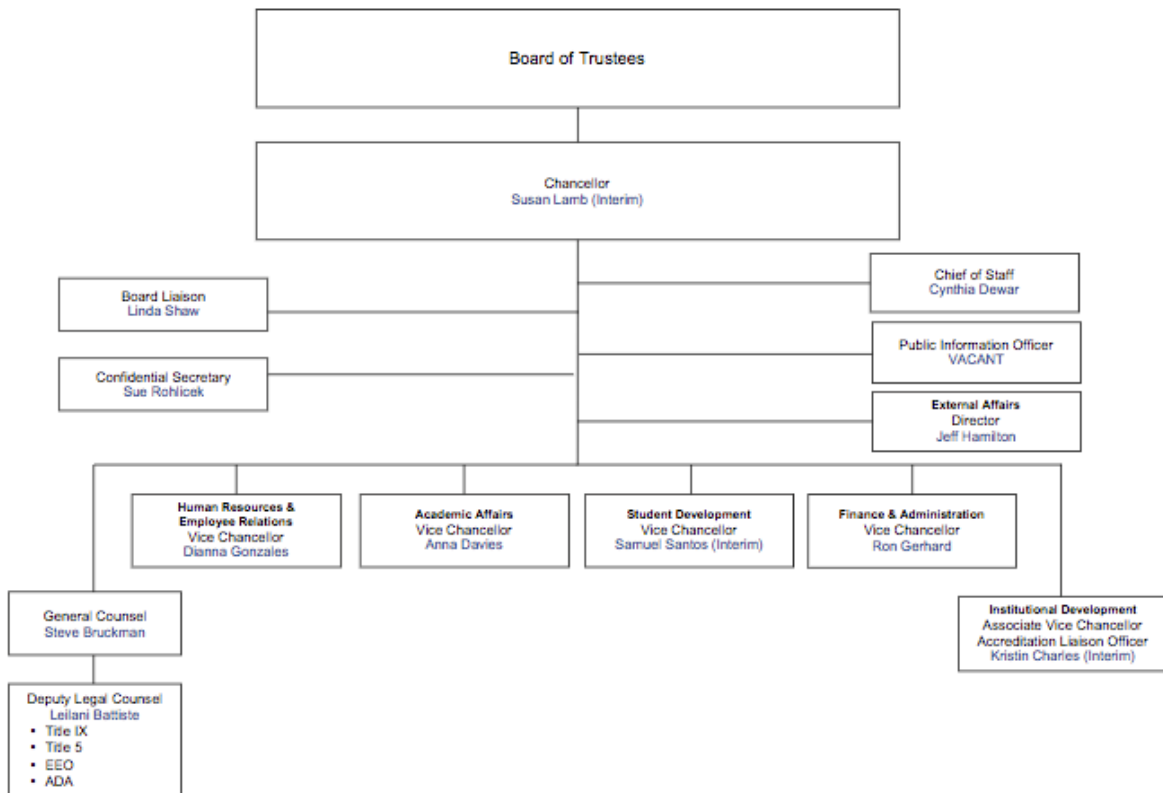 Board of Trustees
Chancellor
Susan Lamb (Interim)
Board Liaison
Linda Shaw
Chief of Staff
Cynthia Dewar
Public Information Officer
VACANT
Confidential Secretary
Sue Rohlicek
External Affairs
Director
Jeff Hamilton
Human Resources &
Employee Relations
Vice Chancellor
Dianna Gonzales
Academic Affairs
Vice Chancellor
Anna Davies
Student Development
Vice Chancellor
Samuel Santos (Interim)
Finance & Administration
Vice Chancellor
Ron Gerhard
General Counsel
Steve Bruckman
Institutional Development
Associate Vice Chancellor
Accreditation Liaison Officer
Kristin Charles (Interim)
Deputy Legal Counsel
Leilani Battiste
• Title IX
• Title 5
• EEO
• ADA